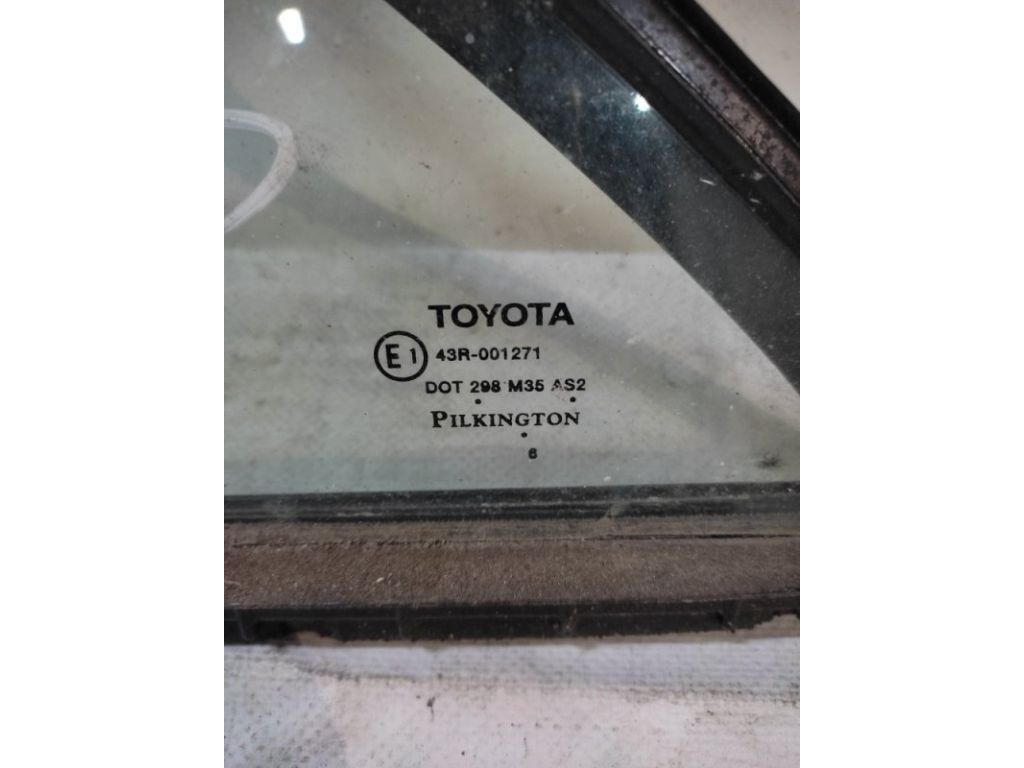 TOYOTA
E1 43R-001271
DOT 298 M35 AS2
PILKINGTON
6